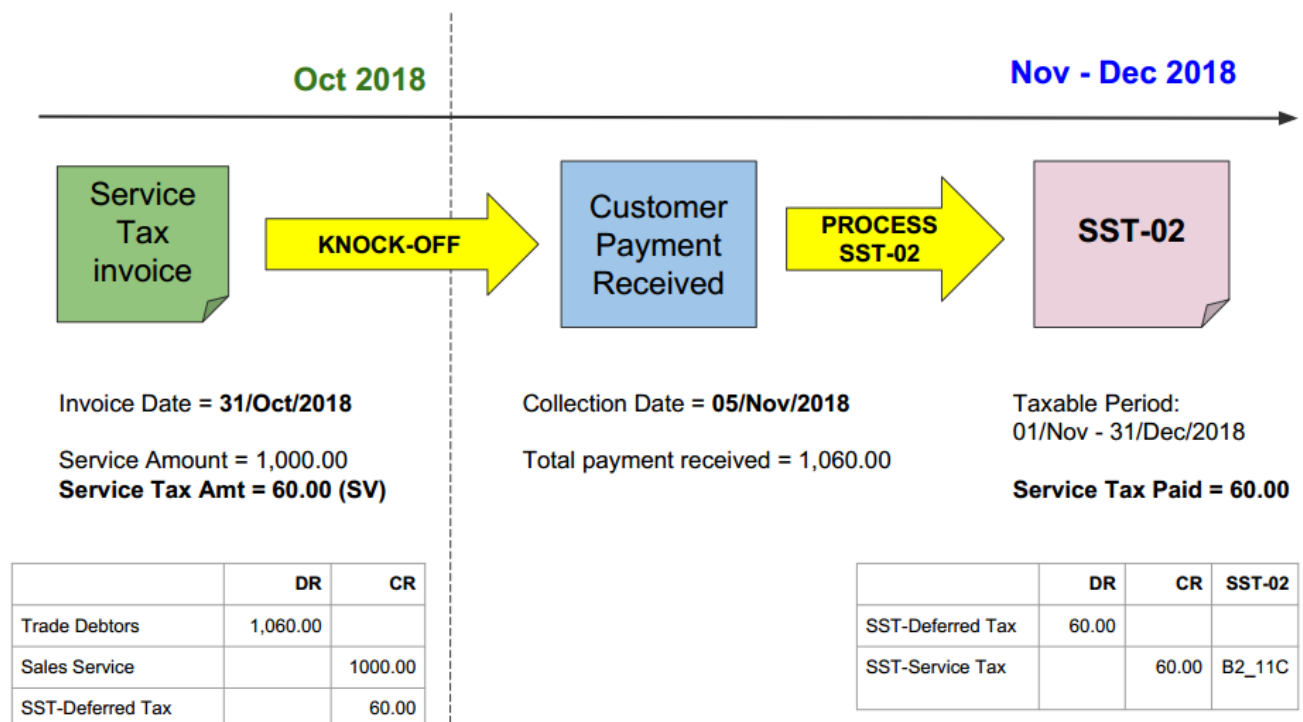 Oct 2018
Nov - Dec 2018
Service
Tax
invoice
KNOCK-OFF
Customer
Payment
Received
PROCESS
SST-02
SST-02
Invoice Date = 31/Oct/2018
Service Amount = 1,000.00
Service Tax Amt = 60.00 (SV)
Collection Date = 05/Nov/2018
Total payment received = 1,060.00
Taxable Period:
01/Nov - 31/Dec/2018
Service Tax Paid = 60.00
DR CR
Trade Debtors 1,060.00
Sales Service 1000.00
SST-Deferred Tax 60.00
DR CR SST-02
SST-Deferred Tax 60.00
SST-Service Tax 60.00 B2_11C